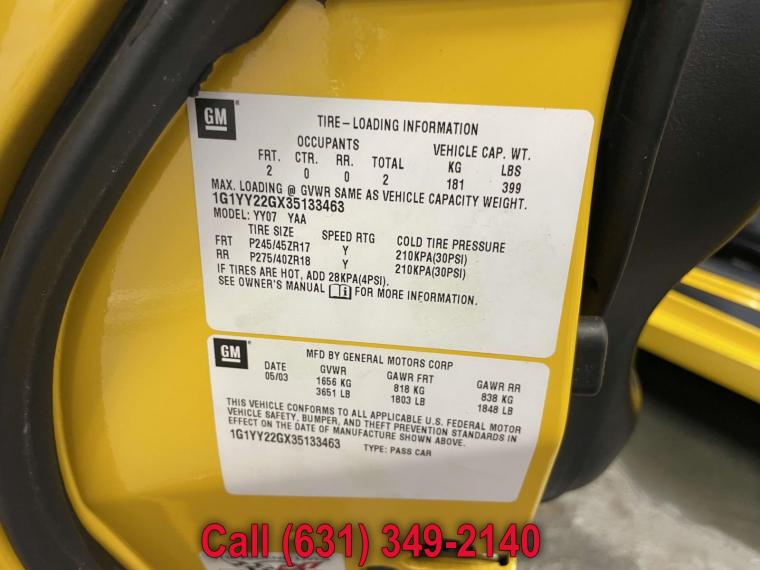 GM
TIRE-LOADING INFORMATION
OCCUPANTS VEHICLE CAP. WT.
FRT. CTR. RR. TOTAL KG LBS
2 0 0 2 181 399
MAX. LOADING @ GVWR SAME AS VEHICLE CAPACITY WEIGHT.
1G1YY22GX35133463
MODEL: YY07 YAA
TIRE SIZE SPEED RTG COLD TIRE PRESSURE
FRT P245/45ZR17 Y 210KPA(30PSI)
RR P275/40ZR18 Y 210KPA(30PSI)
IF TIRES ARE HOT, ADD 28KPA(4PSI).
SEE OWNER'S MANUAL FOR MORE INFORMATION.
GM
MFD BY GENERAL MOTORS CORP
DATE GVWR GAWR FRT GAWR RR
05/03 1656 KG 818 KG 838 KG
3651 LB 1803 LB 1848 LB
THIS VEHICLE CONFORMS TO ALL APPLICABLE U.S. FEDERAL MOTOR
VEHICLE SAFETY, BUMPER, AND THEFT PREVENTION STANDARDS IN
EFFECT ON THE DATE OF MANUFACTURE SHOWN ABOVE.
1G1YY22GX35133463
TYPE: PASS CAR
Call (631) 349-2140